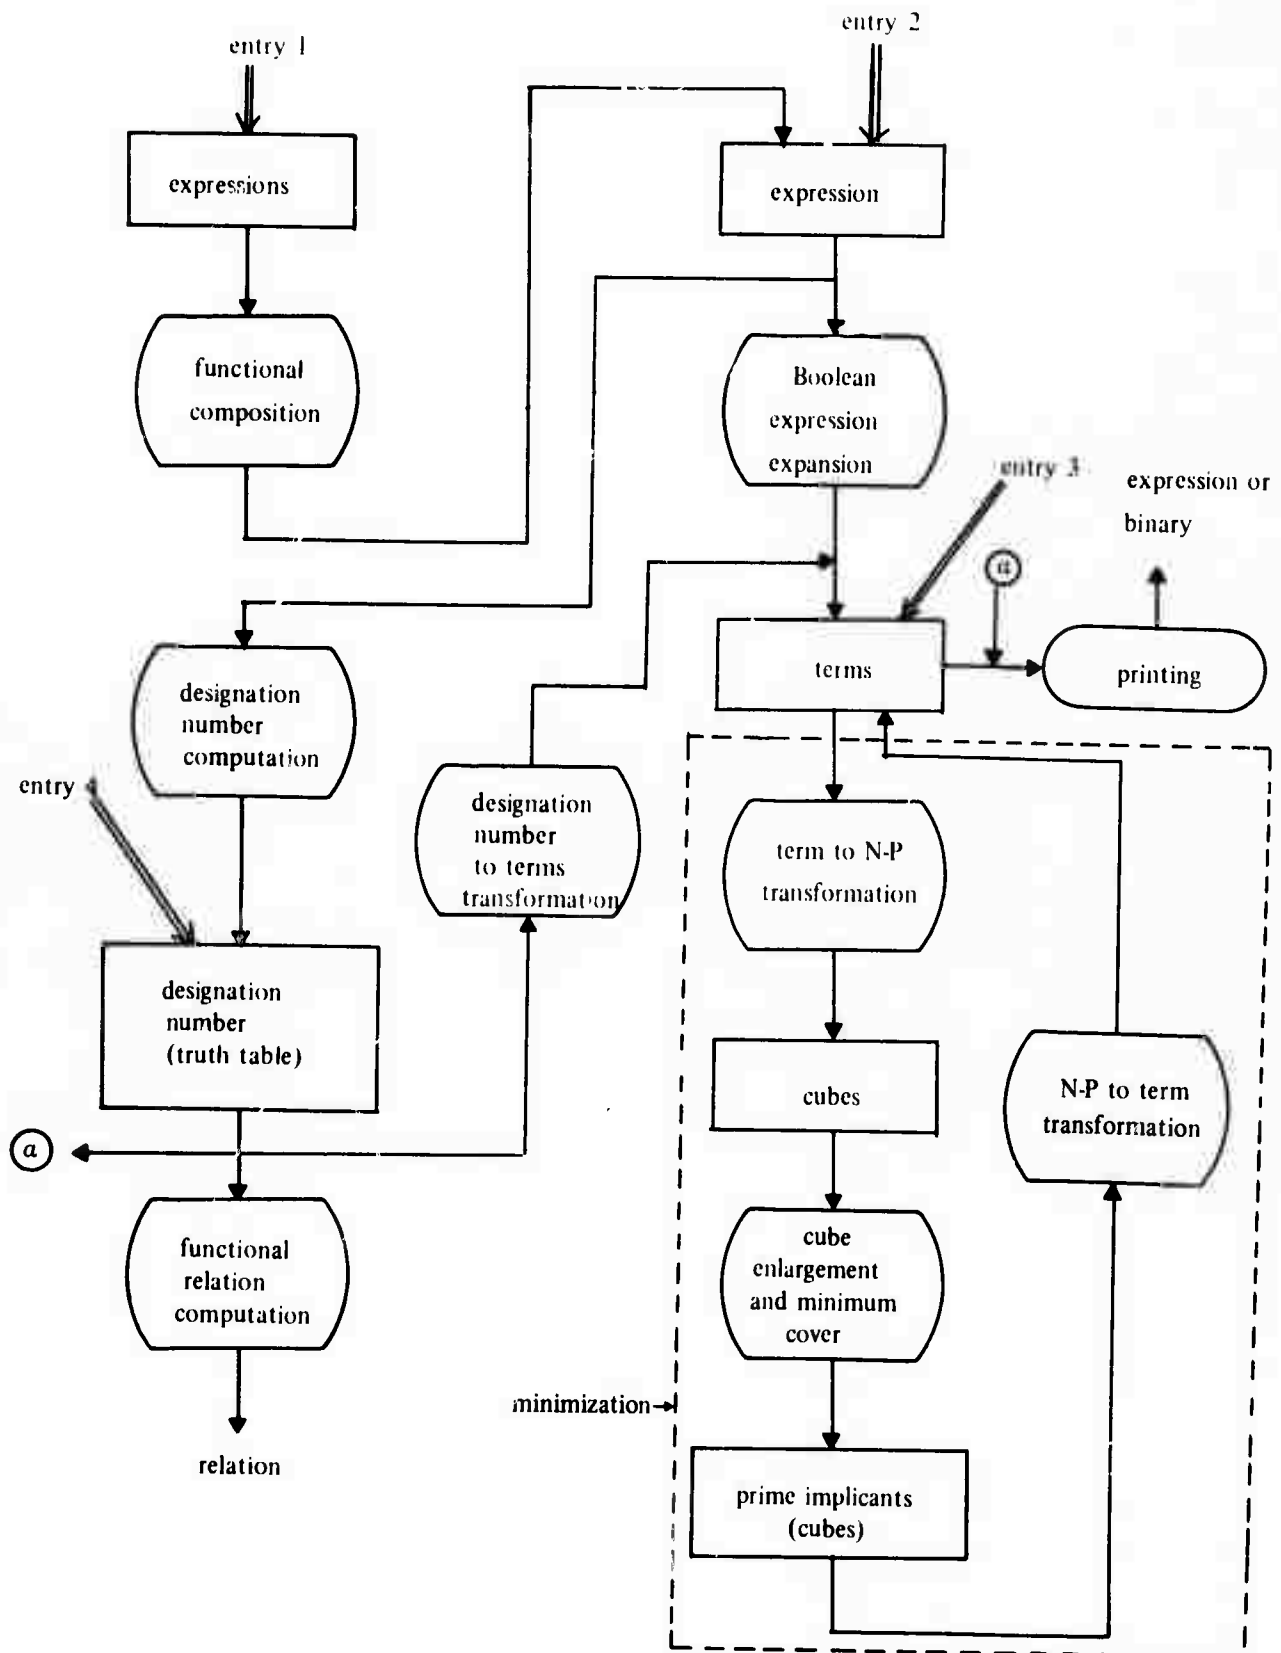 entry 1
entry 2
expressions
expression
functional
composition
Boolean
expression
expansion
entry 3
expression or
binary
a
terms
printing
designation
number
computation
entry
designation
number
to terms
transformation
term to N-P
transformation
designation
number
(truth table)
cubes
N-P to term
transformation
a
functional
relation
computation
cube
enlargement
and minimum
cover
minimization
relation
prime implicants
(cubes)